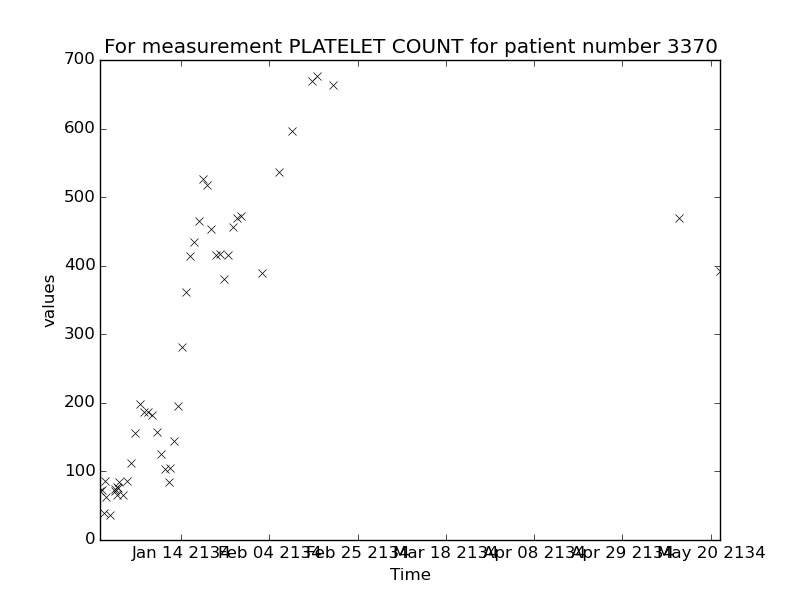 For measurement PLATELET COUNT for patient number 3370
700
600
500
400
300
200
100
0
values
Jan 14 2134 Feb 04 2134 Feb 25 2134 Mar 18 2134 Apr 08 2134 Apr 29 2134 May 20 2134
Time